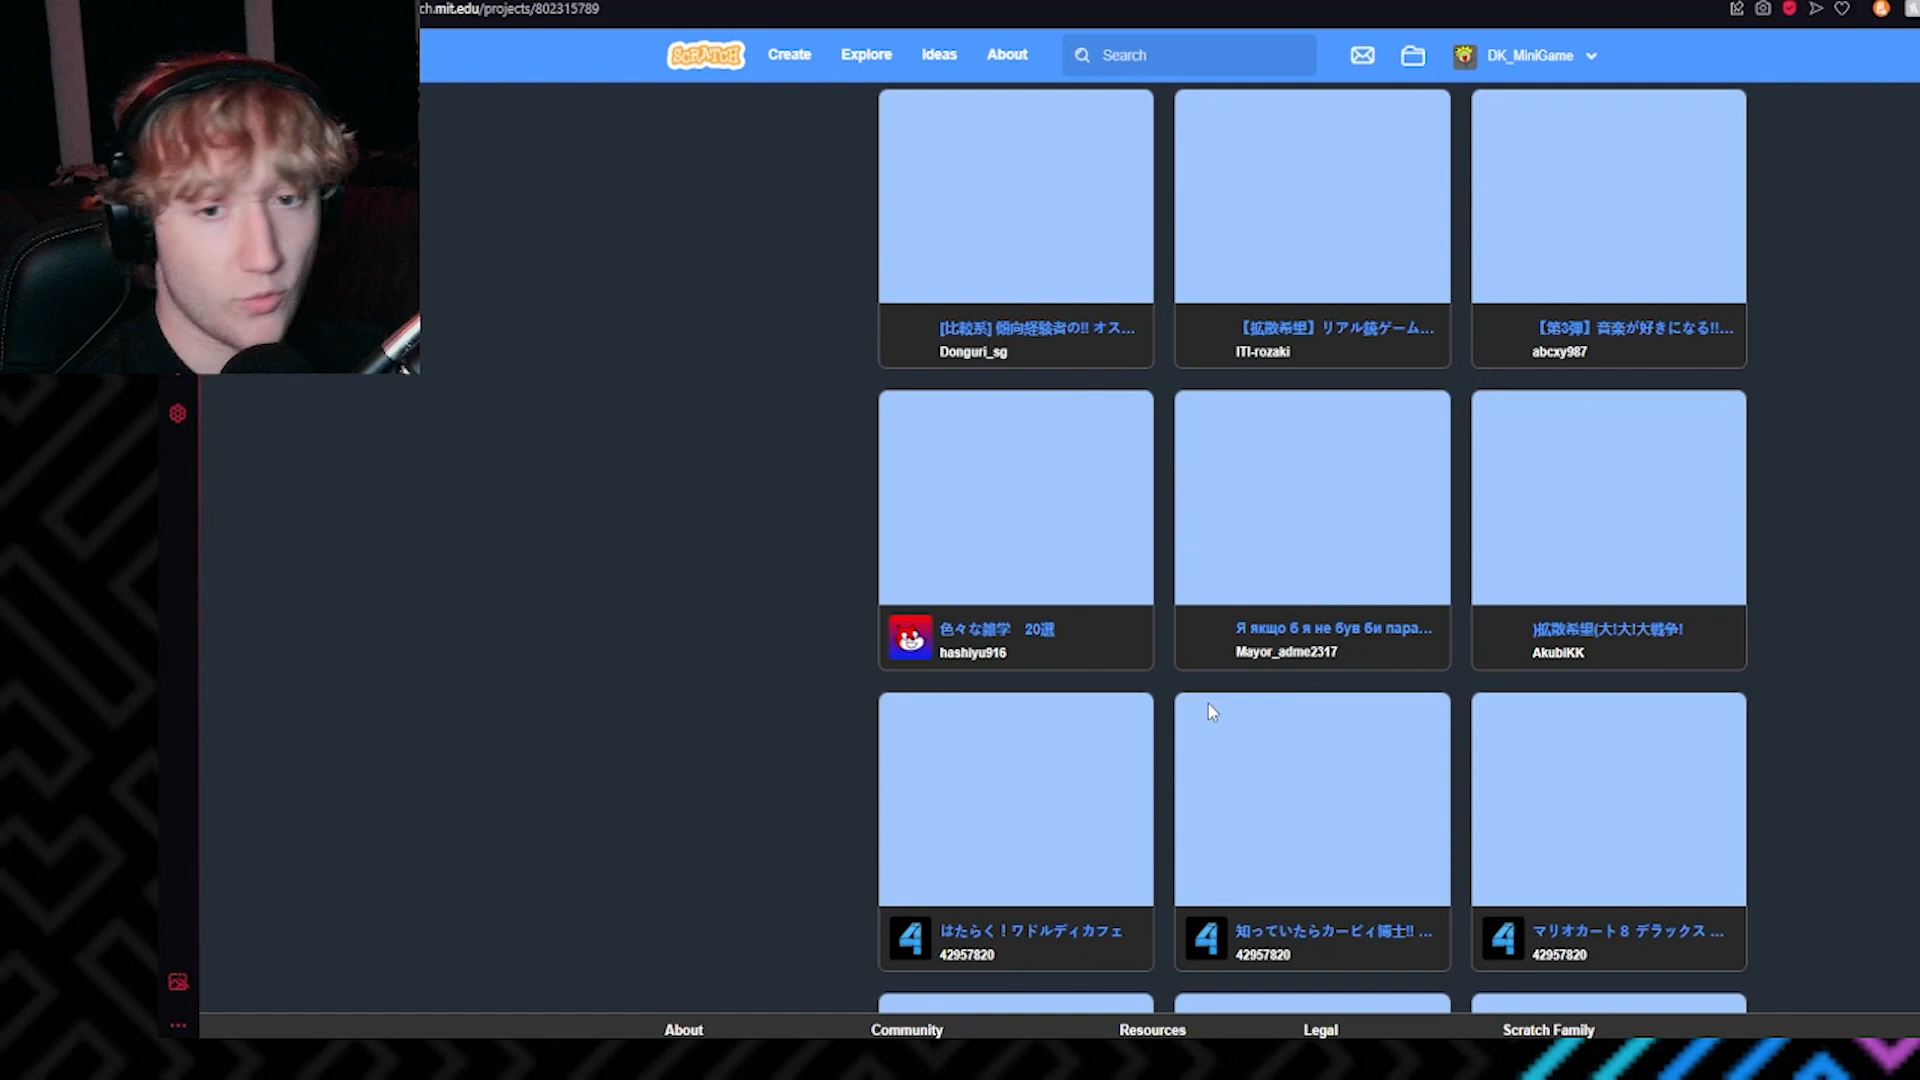 ch.mit.edu/projects/802315789
SCRATCH
Create
Explore
Ideas
About
Search
DK_MiniGame
[比較系] 傾向経験者の!! オス...
Donguri_sg
【拡散希望】リアル銃ゲーム...
ITI-rozaki
【第3弾】音楽が好きになる!!...
abcxy987
色々な雑学　20選
hashiyu916
Я якщо б я не був би пара...
Mayor_adme2317
}拡散希望(大!大!大戦争!
AkubiKK
4
はたらく！ワドルディカフェ
42957820
4
知っていたらカービィ博士!! ...
42957820
4
マリオカート８ デラックス ...
42957820
About
Community
Resources
Legal
Scratch Family